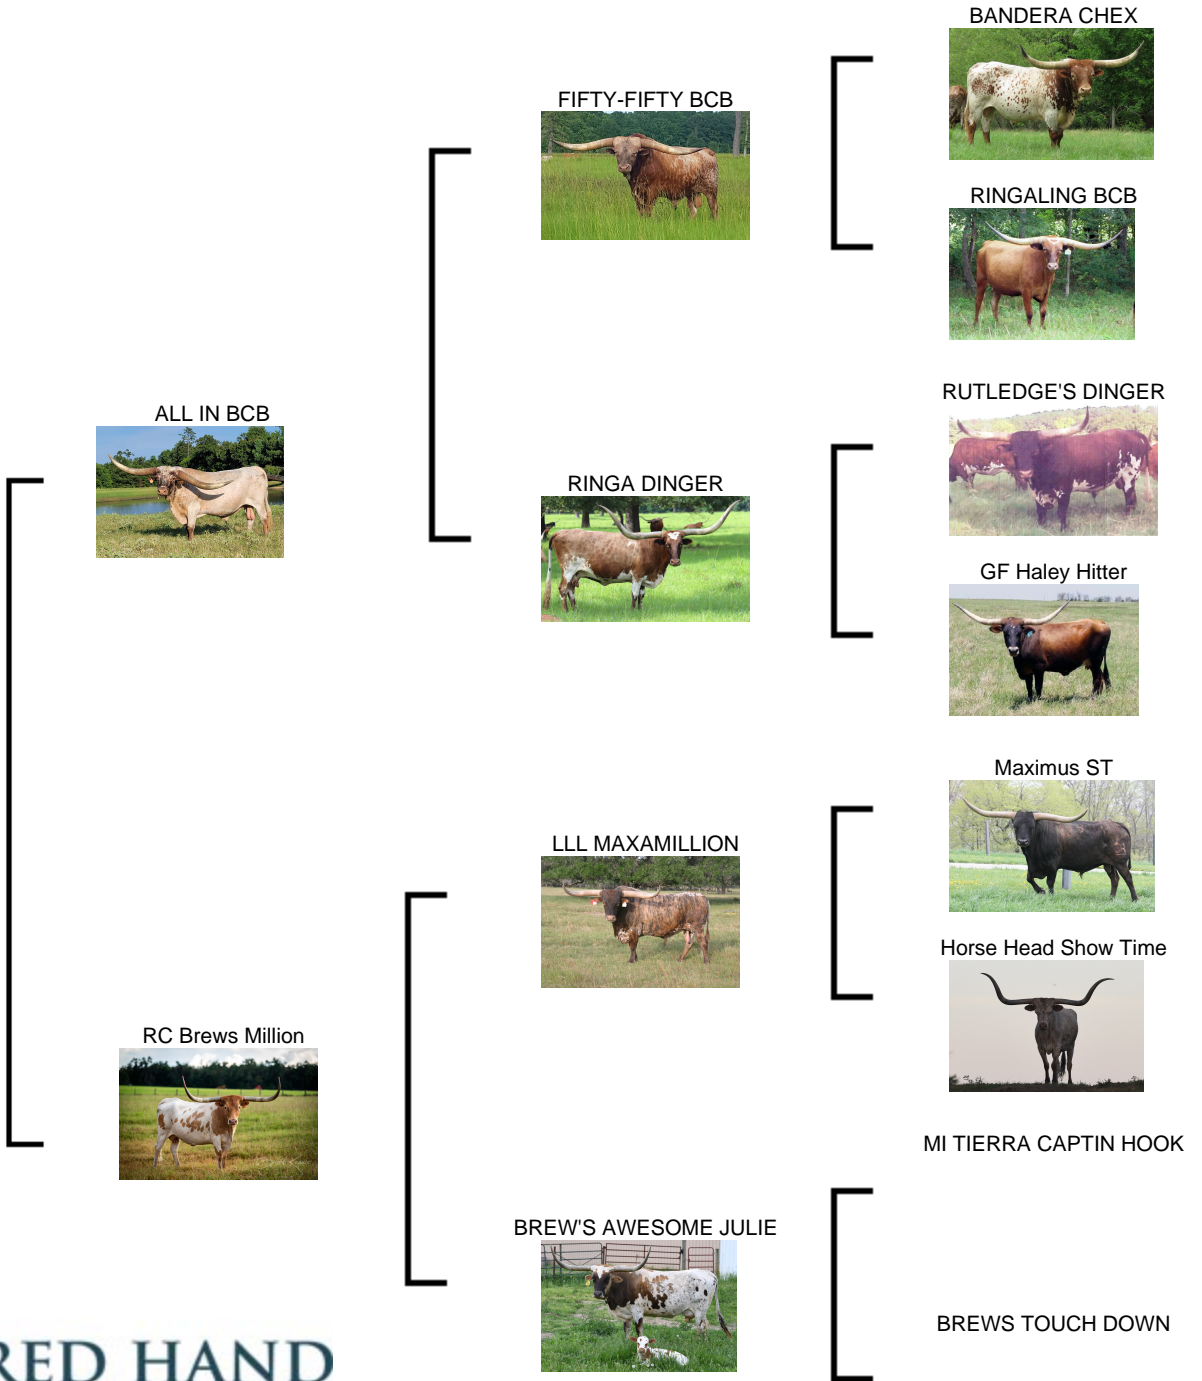 BANDERA CHEX
FIFTY-FIFTY BCB
RINGALING BCB
RUTLEDGE'S DINGER
ALL IN BCB
RINGA DINGER
GF Haley Hitter
Maximus ST
LLL MAXAMILLION
Horse Head Show Time
RC Brews Million
MI TIERRA CAPTIN HOOK
BREW'S AWESOME JULIE
BREWS TOUCH DOWN
RED HAND